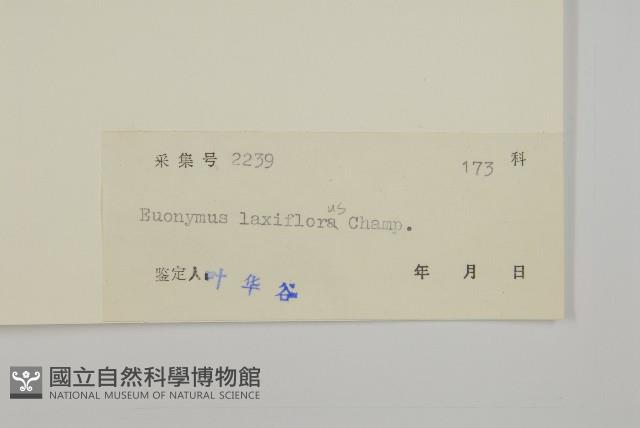 采集号 2239 173 科
us
Euonymus laxiflora Champ.
鉴定人: 叶华谷 年 月 日
國立自然科學博物館
NATIONAL MUSEUM OF NATURAL SCIENCE